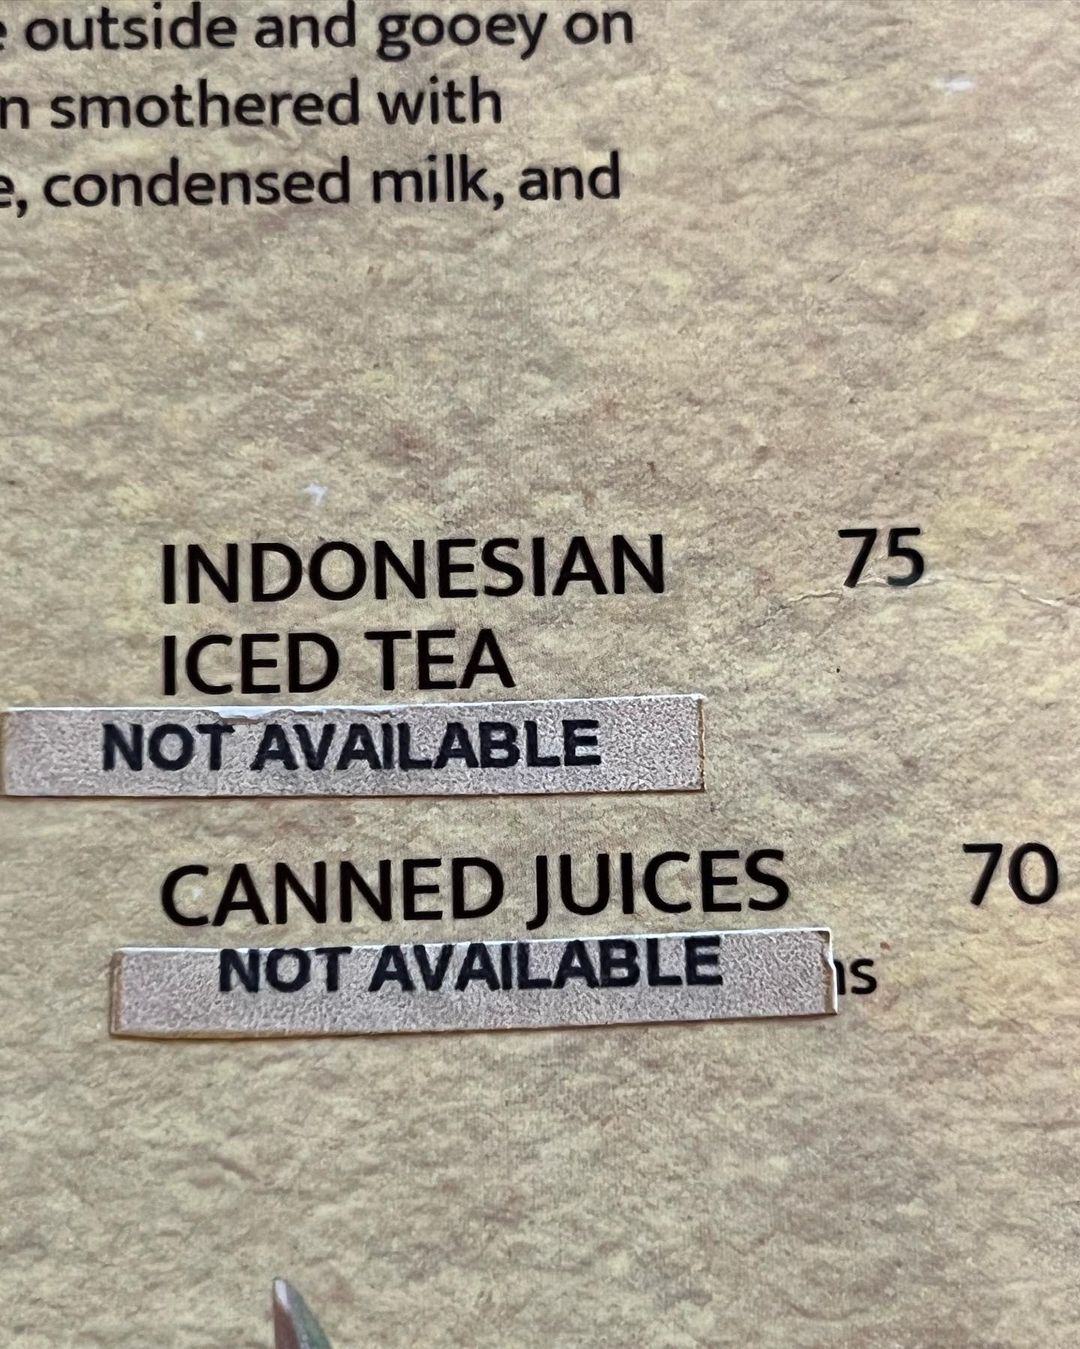 outside and gooey on
smothered with
condensed milk, and
INDONESIAN 75
ICED TEA
NOT AVAILABLE
CANNED JUICES 70
NOT AVAILABLE